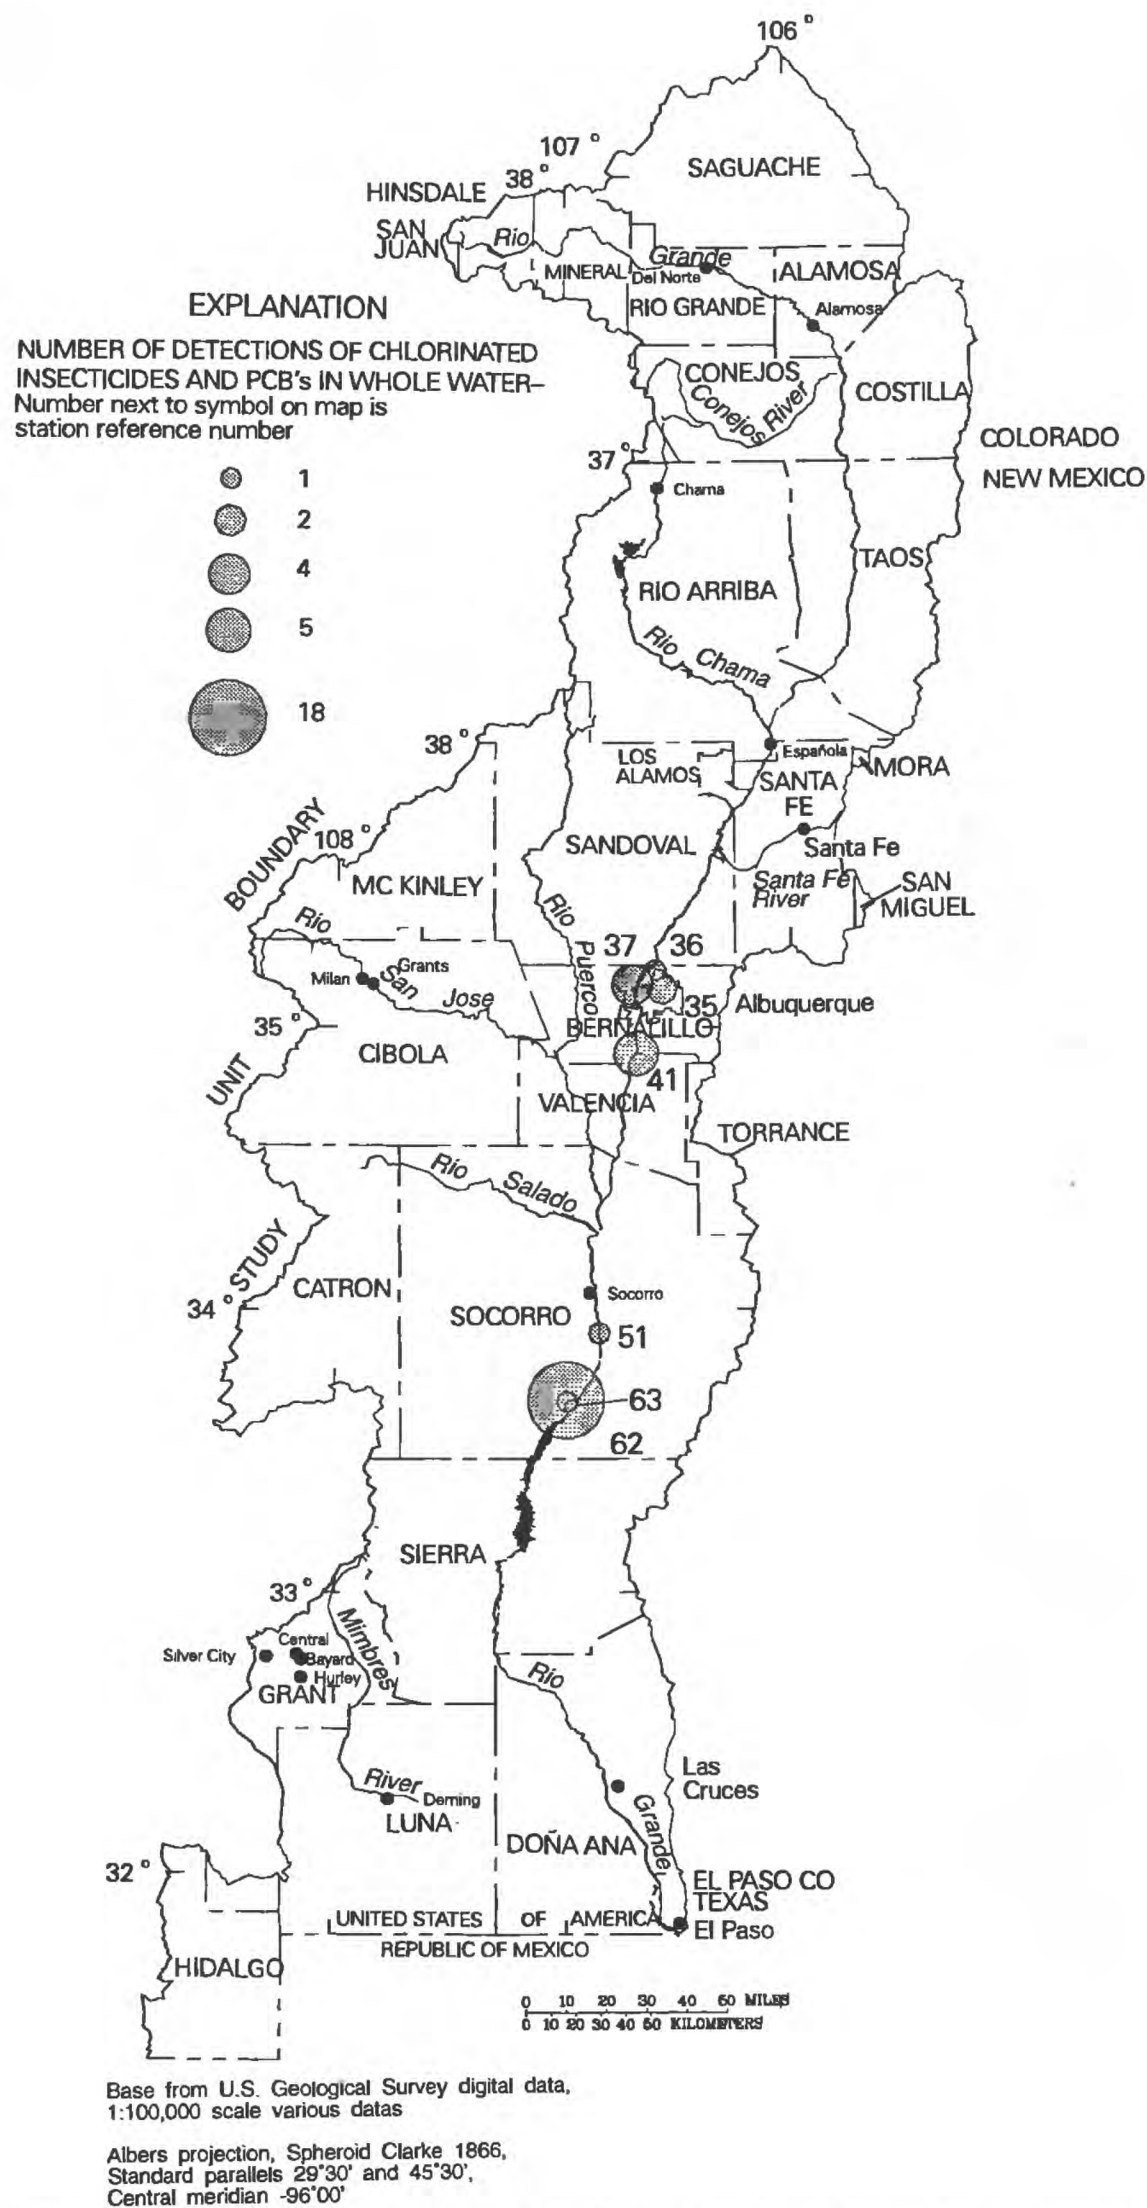 106°
107°
38°
SAGUACHE
HINSDALE
SAN
JUAN
Rio
Grande
MINERAL
Del Norte
ALAMOSA
RIO GRANDE
Alamosa
EXPLANATION
NUMBER OF DETECTIONS OF CHLORINATED
INSECTICIDES AND PCB's IN WHOLE WATER–
Number next to symbol on map is
station reference number
1
2
4
5
18
CONEJOS
Conejos River
COSTILLA
37°
COLORADO
NEW MEXICO
Chama
TAOS
RIO ARRIBA
Rio Chama
38°
LOS
ALAMOS
Española
MORA
SANTA
FE
BOUNDARY
108°
SANDOVAL
Santa Fe
MC KINLEY
Santa Fe
River
SAN
MIGUEL
Rio
Rio
Puerco
37
36
Milan
Grants
San Jose
35
Albuquerque
35°
BERNALILLO
CIBOLA
UNIT
41
VALENCIA
TORRANCE
Rio Salado
STUDY
CATRON
34°
Socorro
SOCORRO
51
63
62
SIERRA
33°
Mimbres
Silver City
Central
Bayard
Hurley
GRANT
Rio
River
Deming
LUNA
Las
Cruces
Grande
DOÑA ANA
32°
EL PASO CO
TEXAS
UNITED STATES OF AMERICA
El Paso
REPUBLIC OF MEXICO
HIDALGO
0 10 20 30 40 50 MILES
0 10 20 30 40 50 KILOMETERS
Base from U.S. Geological Survey digital data,
1:100,000 scale various datas
Albers projection, Spheroid Clarke 1866,
Standard parallels 29°30' and 45°30',
Central meridian -96°00'